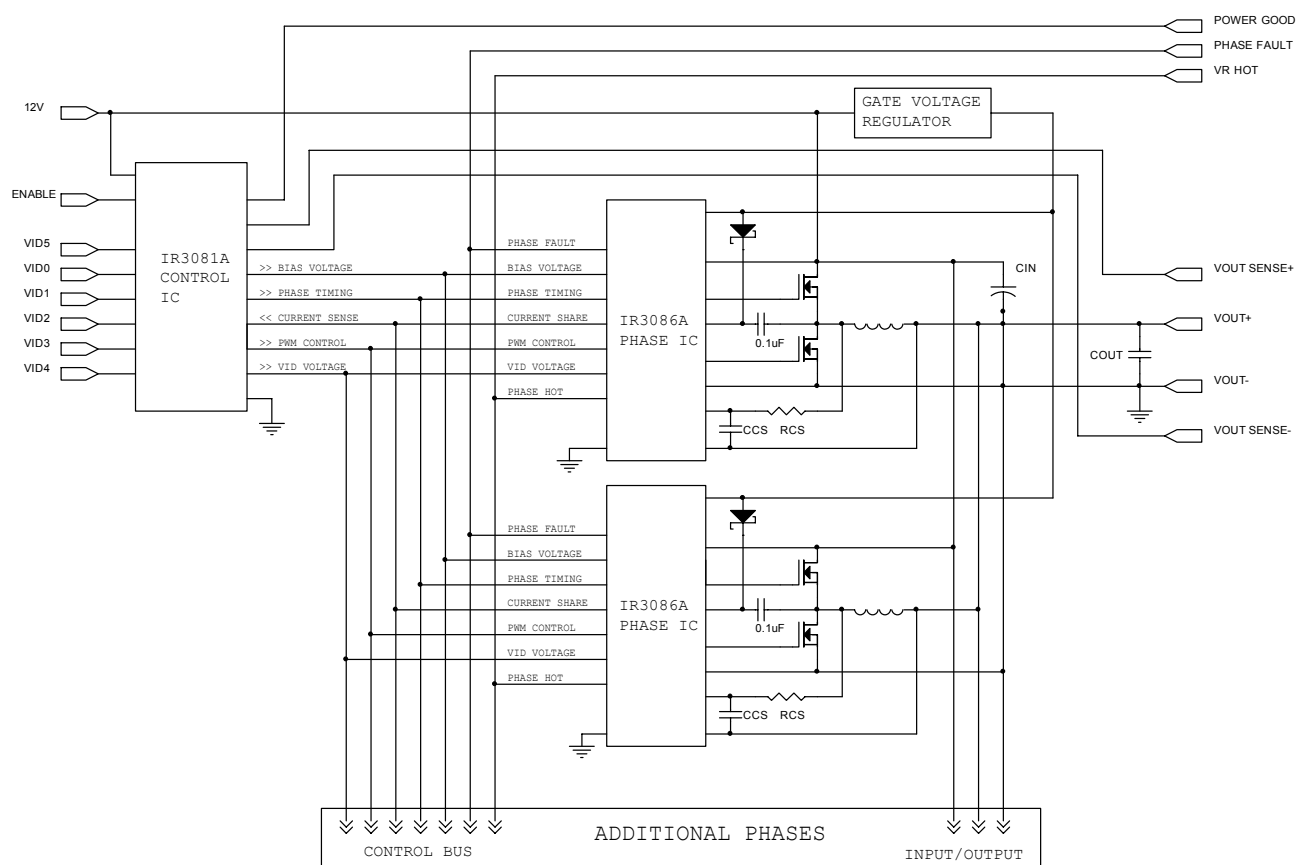 POWER GOOD
PHASE FAULT
VR HOT
12V
GATE VOLTAGE
REGULATOR
ENABLE
VID5
VID0
VID1
VID2
VID3
VID4
IR3081A
CONTROL
IC
>> BIAS VOLTAGE
>> PHASE TIMING
<< CURRENT SENSE
>> PWM CONTROL
>> VID VOLTAGE
PHASE FAULT
BIAS VOLTAGE
PHASE TIMING
CURRENT SHARE
PWM CONTROL
VID VOLTAGE
PHASE HOT
IR3086A
PHASE IC
0.1uF
CCS
RCS
CIN
COUT
VOUT SENSE+
VOUT+
VOUT-
VOUT SENSE-
PHASE FAULT
BIAS VOLTAGE
PHASE TIMING
CURRENT SHARE
PWM CONTROL
VID VOLTAGE
PHASE HOT
IR3086A
PHASE IC
0.1uF
CCS
RCS
ADDITIONAL PHASES
CONTROL BUS
INPUT/OUTPUT